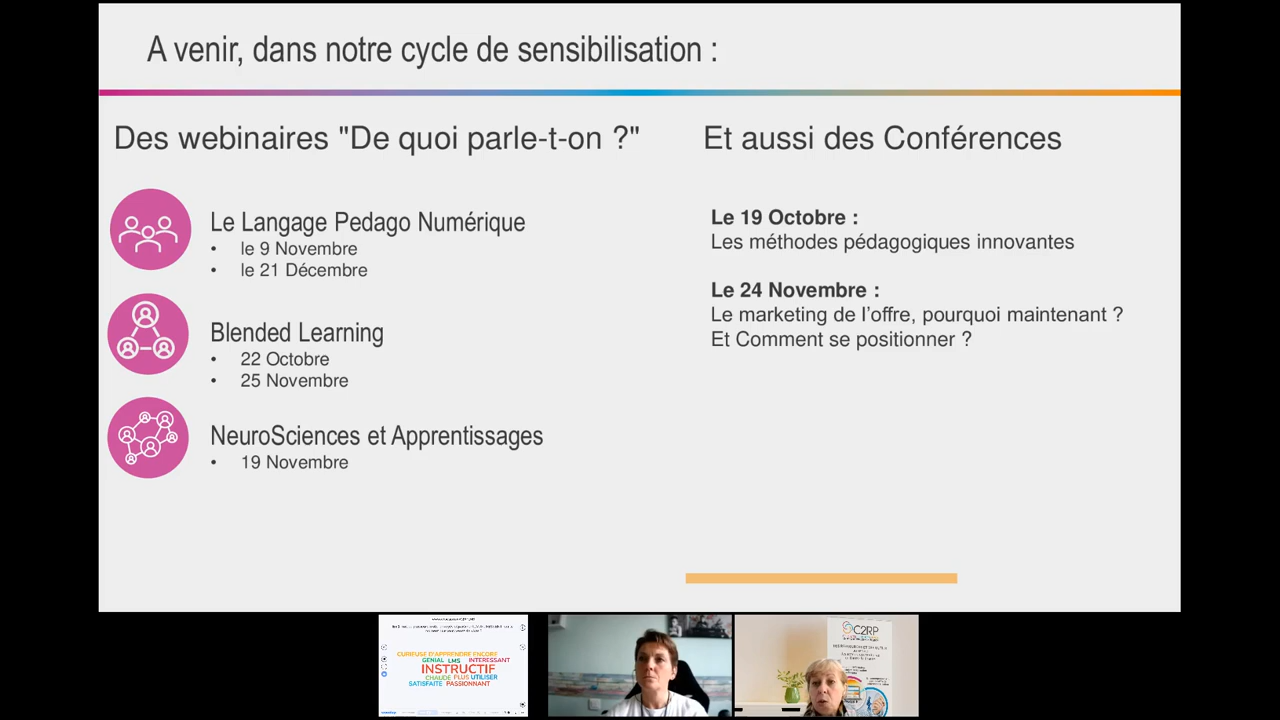 A venir, dans notre cycle de sensibilisation :
Des webinaires "De quoi parle-t-on ?"
Le Langage Pedago Numérique
• le 9 Novembre
• le 21 Décembre
Blended Learning
• 22 Octobre
• 25 Novembre
NeuroSciences et Apprentissages
• 19 Novembre
Et aussi des Conférences
Le 19 Octobre :
Les méthodes pédagogiques innovantes
Le 24 Novembre :
Le marketing de l’offre, pourquoi maintenant ?
Et Comment se positionner ?
CURIEUSE D'APPRENDRE ENCORE
GENIAL LMS INTERESSANT
INSTRUCTIF
CHAUDE PLUS UTILISER
SATISFAITE PASSIONNANT
C2RP